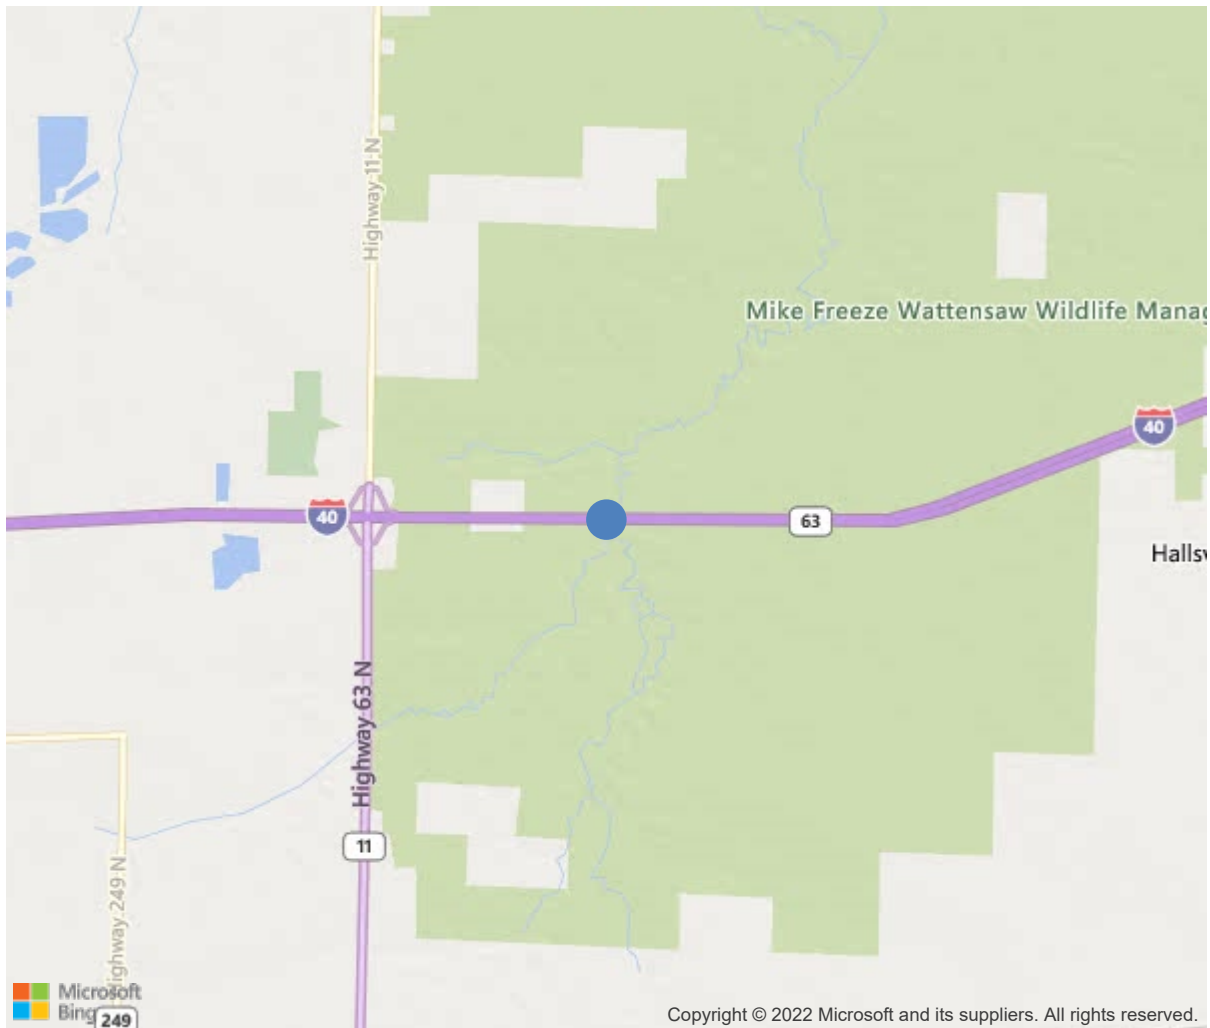 Highway 11 N
Mike Freeze Wattensaw Wildlife Manag
40
40
63
Hallsv
Highway 63 N
11
Highway 249 N
249
Microsoft
Bing
Copyright © 2022 Microsoft and its suppliers. All rights reserved.